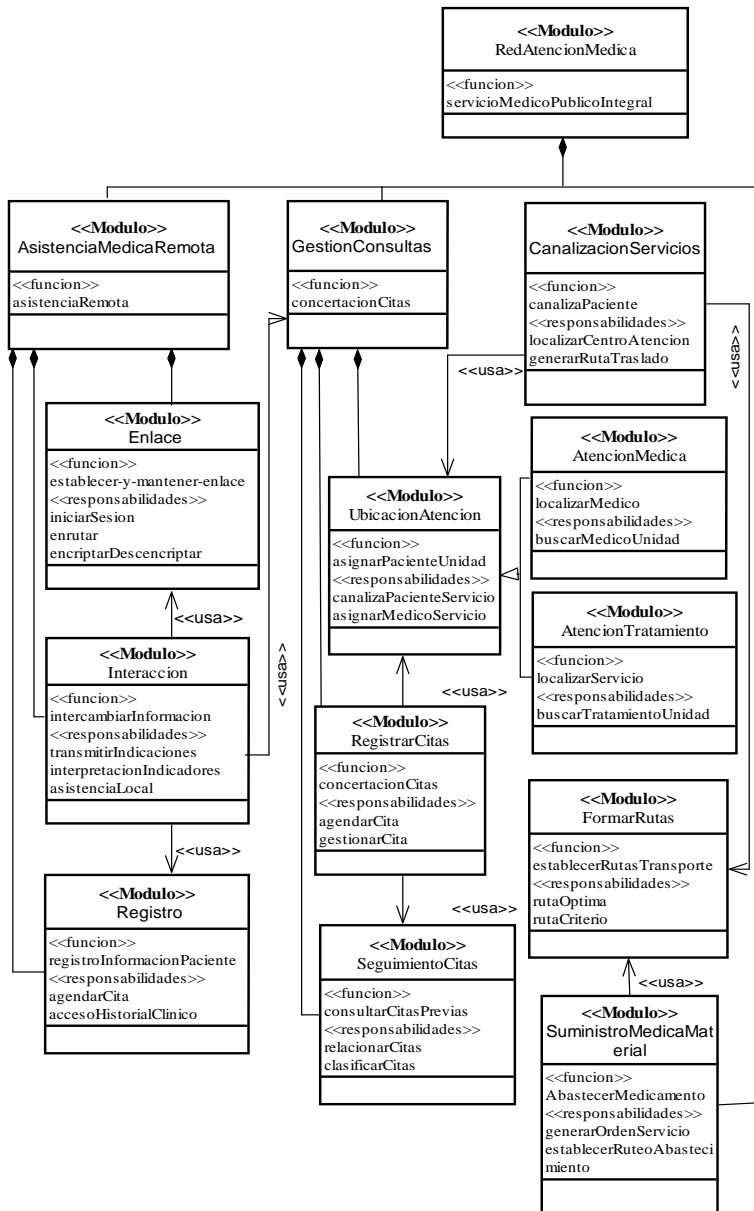 <<Modulo>>
RedAtencionMedica
<<funcion>>
servicioMedicoPublicoIntegral
<<Modulo>>
AsistenciaMedicaRemota
<<funcion>>
asistenciaRemota
<<Modulo>>
GestionConsultas
<<funcion>>
concertacionCitas
<<Modulo>>
CanalizacionServicios
<<funcion>>
canalizaPaciente
<<responsabilidades>>
localizarCentroAtencion
generarRutaTraslado
<<usa>>
<<usa>>
<<Modulo>>
Enlace
<<funcion>>
establecer-y-mantener-enlace
<<responsabilidades>>
iniciarSesion
enrutar
encriptarDescencriptar
<<usa>>
<<Modulo>>
Interaccion
<<funcion>>
intercambiarInformacion
<<responsabilidades>>
transmitirIndicaciones
interpretacionIndicadores
asistenciaLocal
<<usa>>
<<usa>>
<<Modulo>>
Registro
<<funcion>>
registroInformacionPaciente
<<responsabilidades>>
agendarCita
accesoHistorialClinico
<<Modulo>>
UbicacionAtencion
<<funcion>>
asignarPacienteUnidad
<<responsabilidades>>
canalizaPacienteServicio
asignarMedicoServicio
<<usa>>
<<Modulo>>
RegistrarCitas
<<funcion>>
concertacionCitas
<<responsabilidades>>
agendarCita
gestionarCita
<<usa>>
<<Modulo>>
SeguimientoCitas
<<funcion>>
consultarCitasPrevias
<<responsabilidades>>
relacionarCitas
clasificarCitas
<<Modulo>>
AtencionMedica
<<funcion>>
localizarMedico
<<responsabilidades>>
buscarMedicoUnidad
<<Modulo>>
AtencionTratamiento
<<funcion>>
localizarServicio
<<responsabilidades>>
buscarTratamientoUnidad
<<Modulo>>
FormarRutas
<<funcion>>
establecerRutasTransporte
<<responsabilidades>>
rutaOptima
rutaCriterio
<<usa>>
<<Modulo>>
SuministroMedicaMat
erial
<<funcion>>
AbastecerMedicamento
<<responsabilidades>>
generarOrdenServicio
establecerRuteoAbasteci
miento